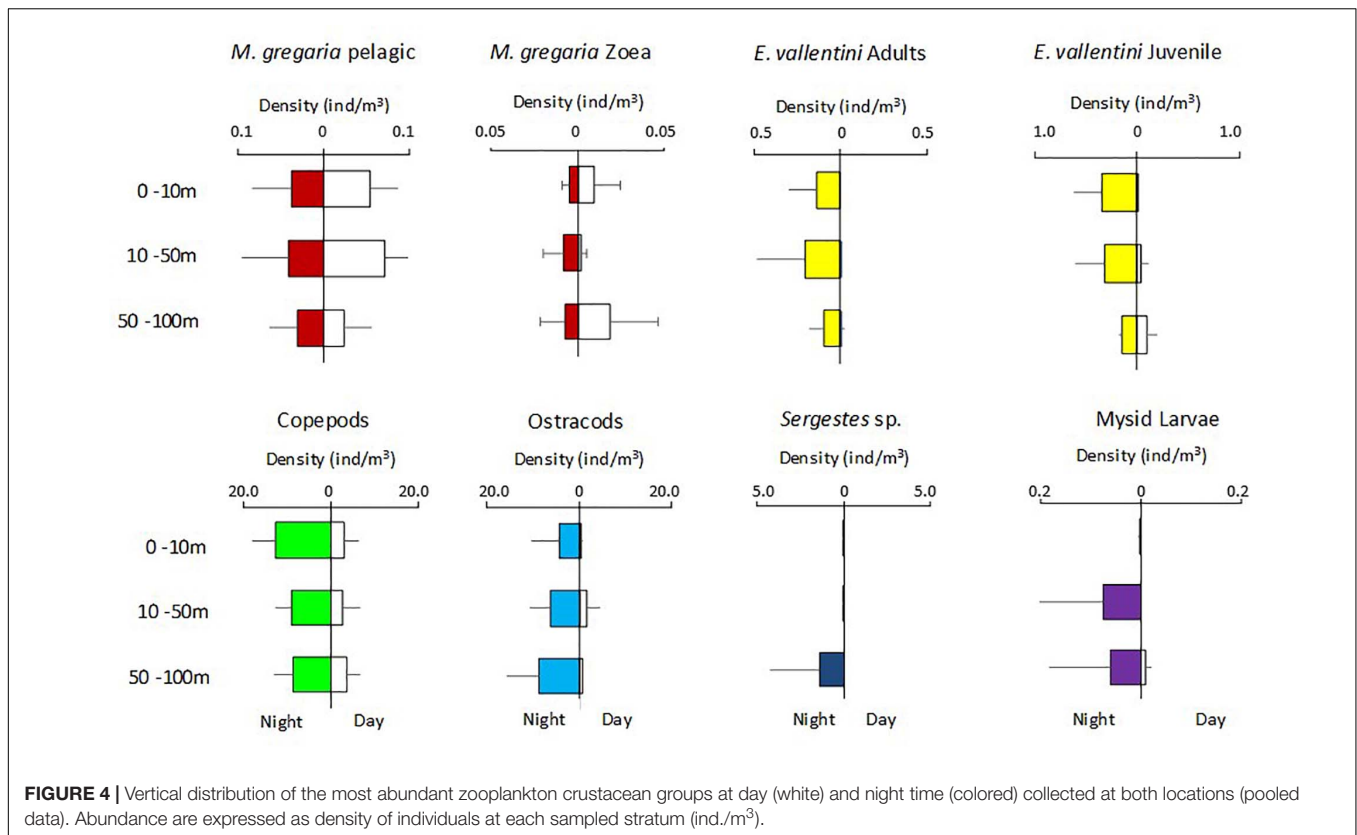 M. gregaria pelagic M. gregaria Zoea E. vallentini Adults E. vallentini Juvenile
Density (ind/m³) Density (ind/m³) Density (ind/m³) Density (ind/m³)
0.1 0 0.1 0.05 0 0.05 0.5 0 0.5 1.0 0 1.0
0 -10m
10 -50m
50 -100m
Copepods Ostracods Sergestes sp. Mysid Larvae
Density (ind/m³) Density (ind/m³) Density (ind/m³) Density (ind/m³)
20.0 0 20.0 20.0 0 20.0 5.0 0 5.0 0.2 0 0.2
0 -10m
10 -50m
50 -100m
Night Day Night Day Night Day Night Day
FIGURE 4 | Vertical distribution of the most abundant zooplankton crustacean groups at day (white) and night time (colored) collected at both locations (pooled
data). Abundance are expressed as density of individuals at each sampled stratum (ind./m³).